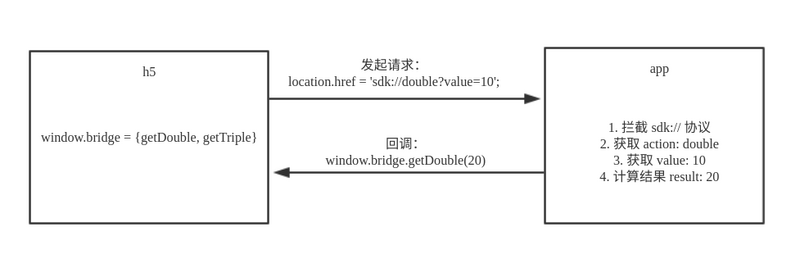 h5
window.bridge = {getDouble, getTriple}
发起请求：
location.href = 'sdk://double?value=10';
回调：
window.bridge.getDouble(20)
app
1. 拦截 sdk:// 协议
2. 获取 action: double
3. 获取 value: 10
4. 计算结果 result: 20